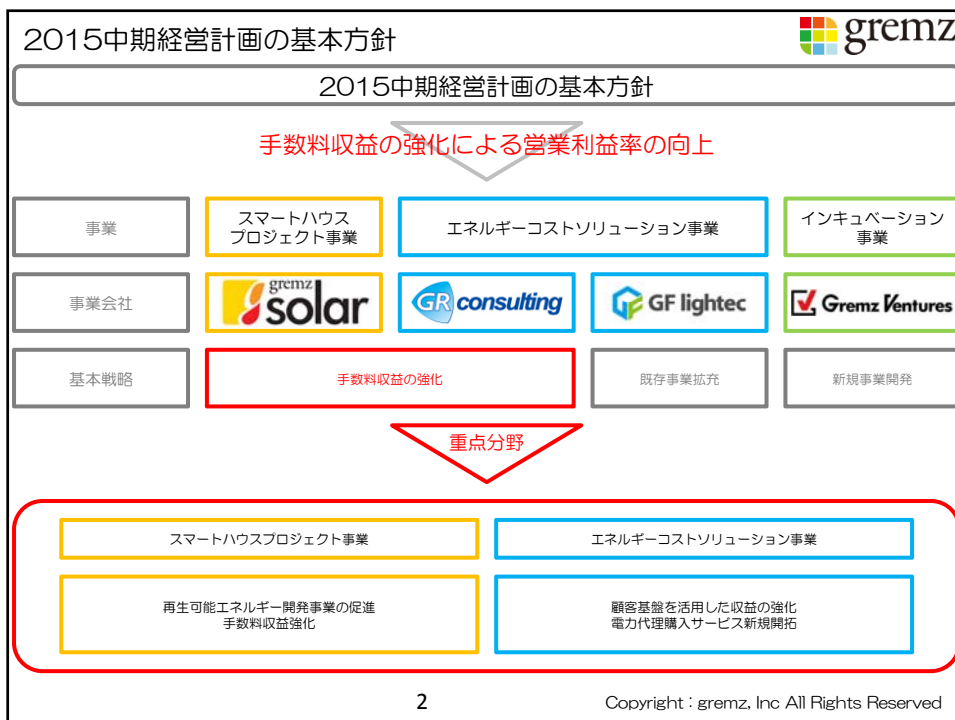 2015中期経営計画の基本方針
gremz
2015中期経営計画の基本方針
手数料収益の強化による営業利益率の向上
事業
スマートハウス
プロジェクト事業
エネルギーコストソリューション事業
インキュベーション
事業
事業会社
gremz
solar
GR consulting
GF lightec
Gremz Ventures
基本戦略
手数料収益の強化
既存事業拡充
新規事業開発
重点分野
スマートハウスプロジェクト事業
エネルギーコストソリューション事業
再生可能エネルギー開発事業の促進
手数料収益強化
顧客基盤を活用した収益の強化
電力代理購入サービス新規開拓
2
Copyright : gremz, Inc All Rights Reserved